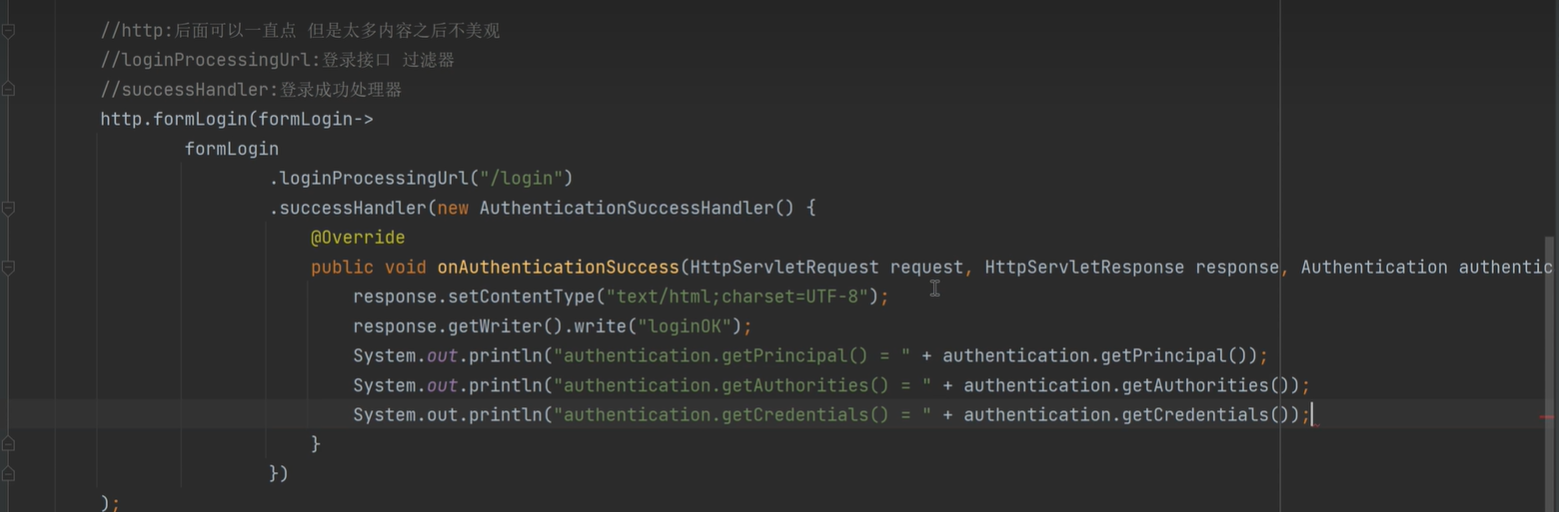 //http:后面可以一直点 但是太多内容之后不美观
//loginProcessingUrl:登录接口 过滤器
//successHandler:登录成功处理器
http.formLogin(formLogin->
formLogin
.loginProcessingUrl("/login")
.successHandler(new AuthenticationSuccessHandler() {
@Override
public void onAuthenticationSuccess(HttpServletRequest request, HttpServletResponse response, Authentication authentic
response.setContentType("text/html;charset=UTF-8");
response.getWriter().write("loginOK");
System.out.println("authentication.getPrincipal() = " + authentication.getPrincipal());
System.out.println("authentication.getAuthorities() = " + authentication.getAuthorities());
System.out.println("authentication.getCredentials() = " + authentication.getCredentials());
}
})
);